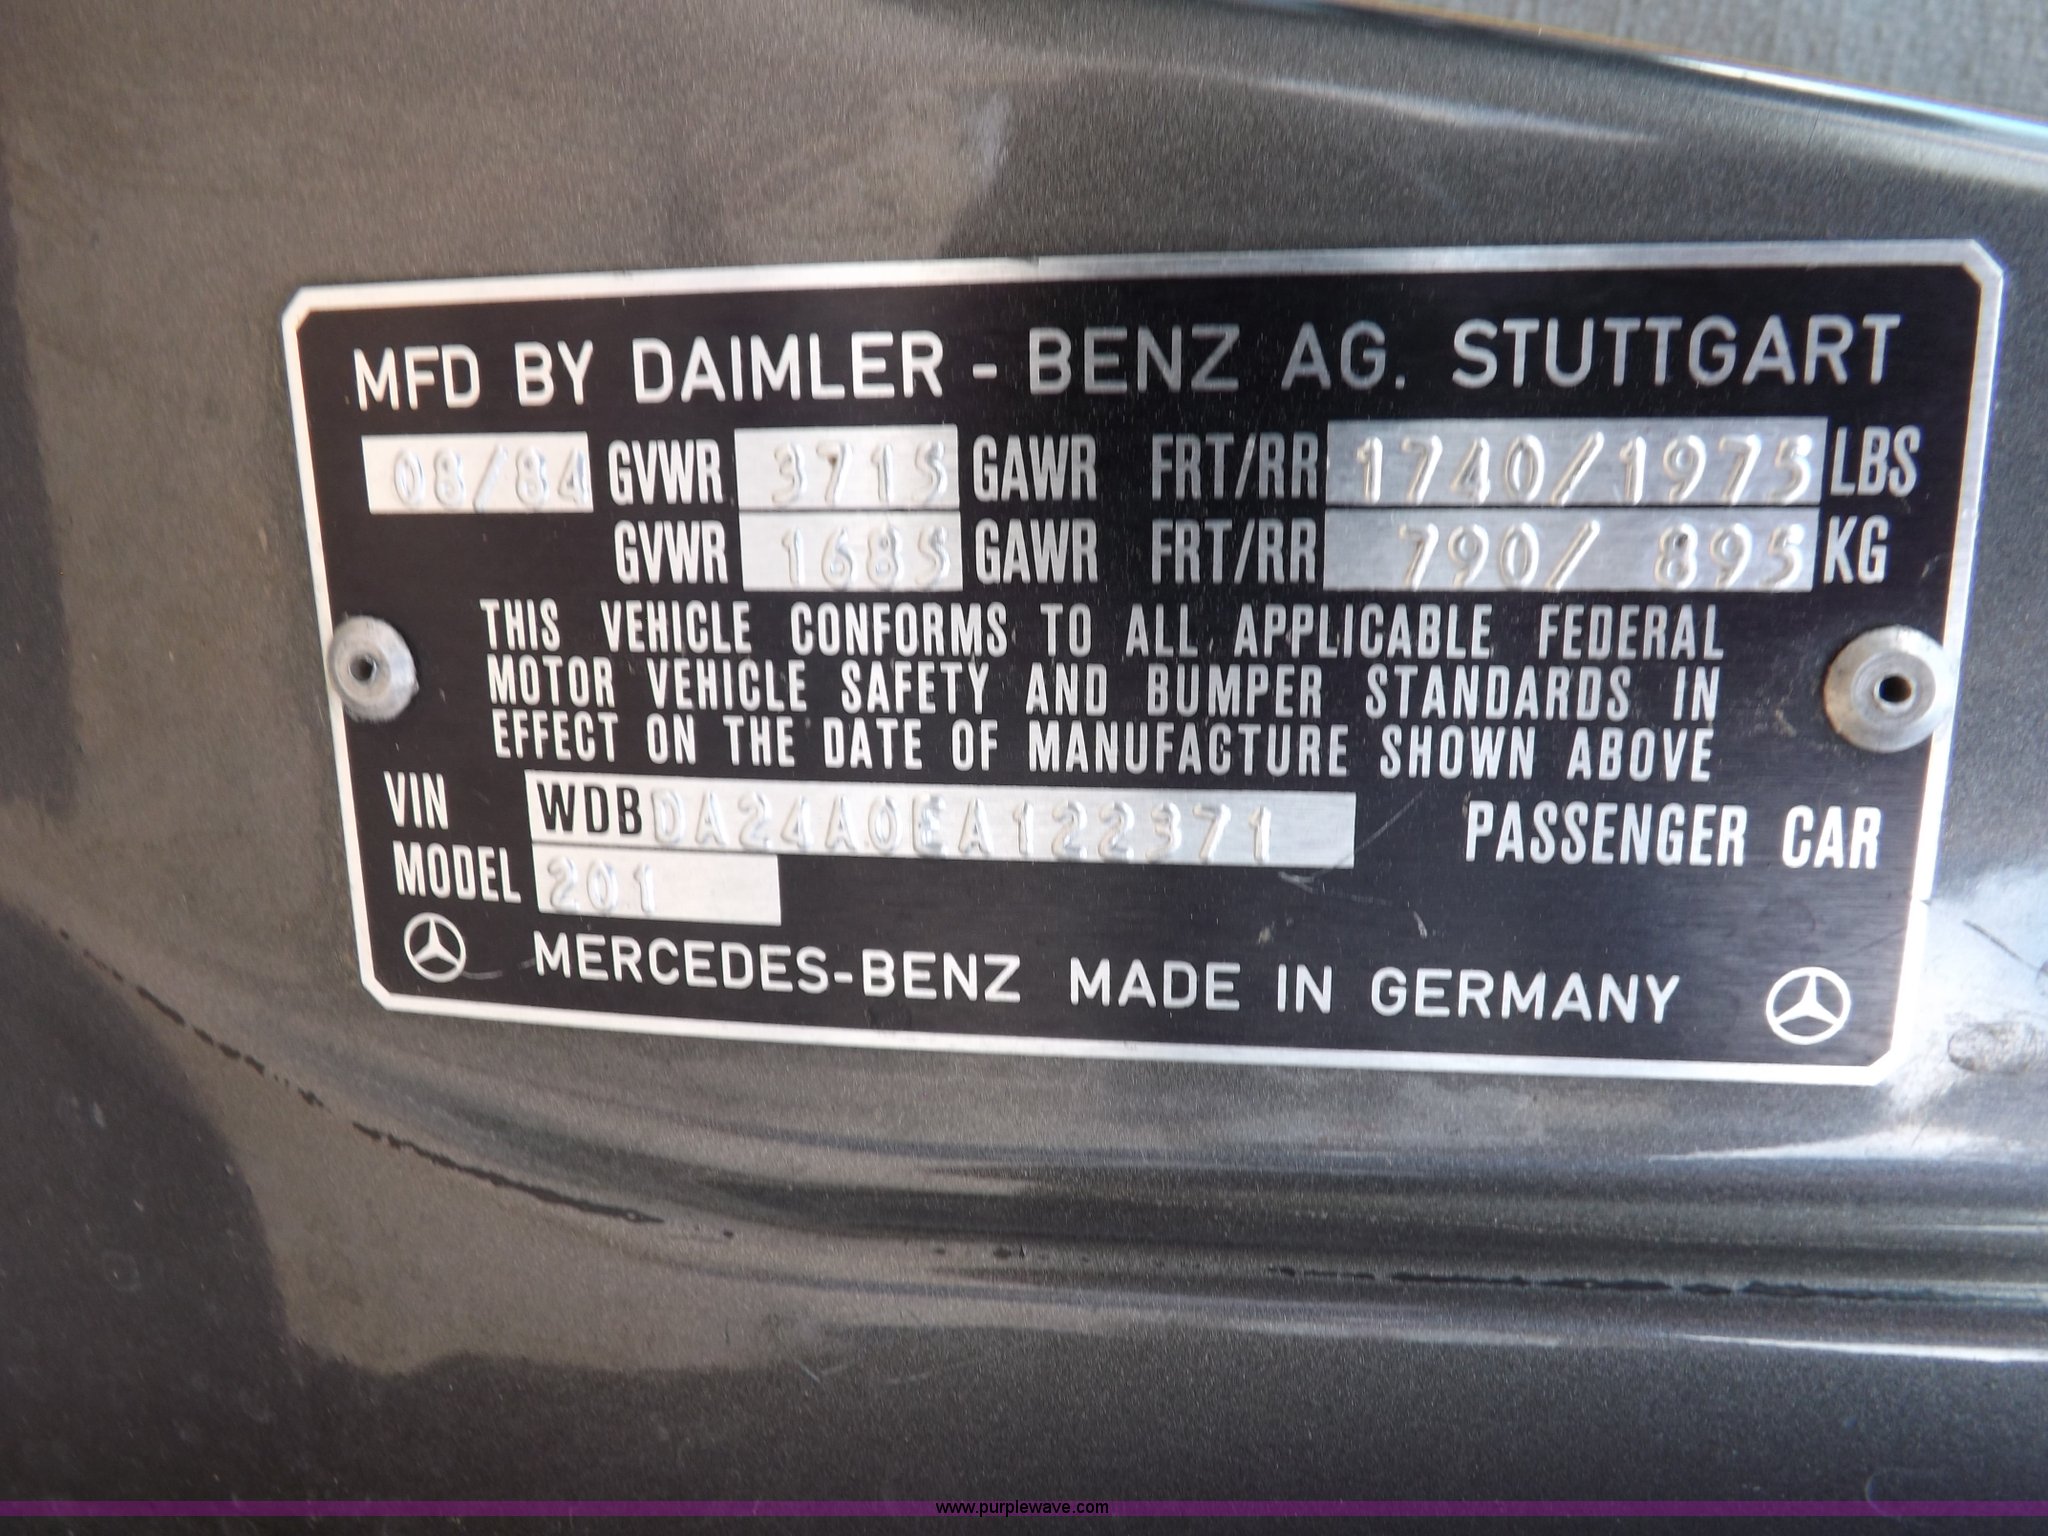 MFD BY DAIMLER - BENZ AG. STUTTGART
08/84 GVWR 3715 GAWR FRT/RR 1740/1975 LBS
GVWR 1685 GAWR FRT/RR 790/ 895 KG
THIS VEHICLE CONFORMS TO ALL APPLICABLE FEDERAL
MOTOR VEHICLE SAFETY AND BUMPER STANDARDS IN
EFFECT ON THE DATE OF MANUFACTURE SHOWN ABOVE
VIN WDBDA24A0EA122371 PASSENGER CAR
MODEL 201
MERCEDES-BENZ MADE IN GERMANY
www.purplewave.com